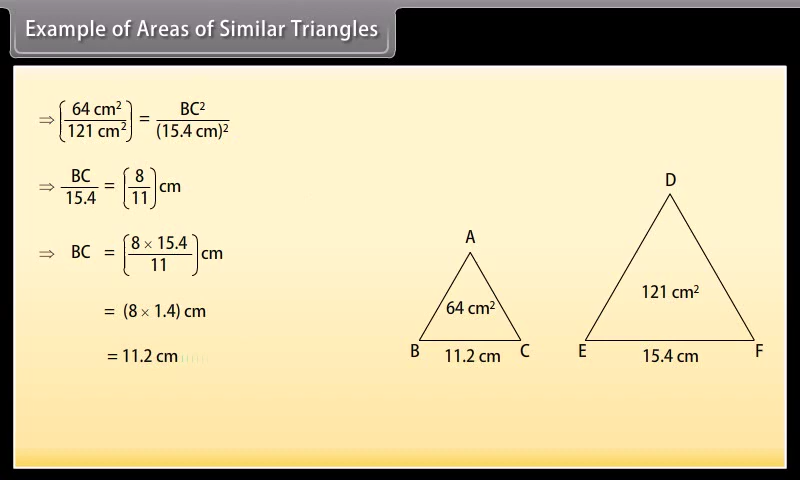 Example of Areas of Similar Triangles
⇒ (64 cm²/121 cm²) = BC²/(15.4 cm)²
⇒ BC/15.4 = (8/11) cm
⇒ BC = (8 × 15.4/11) cm
= (8 × 1.4) cm
= 11.2 cm
A
64 cm²
B 11.2 cm C
D
121 cm²
E 15.4 cm F